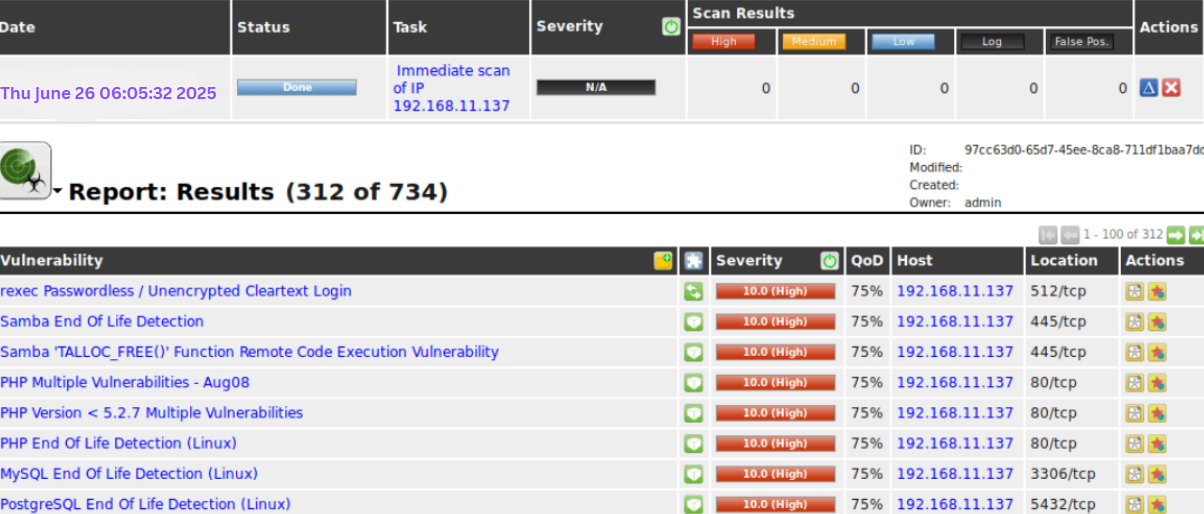 Date Status Task Severity Scan Results Actions
High Medium Low Log False Pos.
Thu June 26 06:05:32 2025 Done Immediate scan of IP 192.168.11.137 N/A 0 0 0 0 0
Report: Results (312 of 734)
ID: 97cc63d0-65d7-45ee-8ca8-711df1baa7dc
Modified:
Created:
Owner: admin
1 - 100 of 312
Vulnerability Severity QoD Host Location Actions
rexec Passwordless / Unencrypted Cleartext Login 10.0 (High) 75% 192.168.11.137 512/tcp
Samba End Of Life Detection 10.0 (High) 75% 192.168.11.137 445/tcp
Samba 'TALLOC_FREE()' Function Remote Code Execution Vulnerability 10.0 (High) 75% 192.168.11.137 445/tcp
PHP Multiple Vulnerabilities - Aug08 10.0 (High) 75% 192.168.11.137 80/tcp
PHP Version < 5.2.7 Multiple Vulnerabilities 10.0 (High) 75% 192.168.11.137 80/tcp
PHP End Of Life Detection (Linux) 10.0 (High) 75% 192.168.11.137 80/tcp
MySQL End Of Life Detection (Linux) 10.0 (High) 75% 192.168.11.137 3306/tcp
PostgreSQL End Of Life Detection (Linux) 10.0 (High) 75% 192.168.11.137 5432/tcp